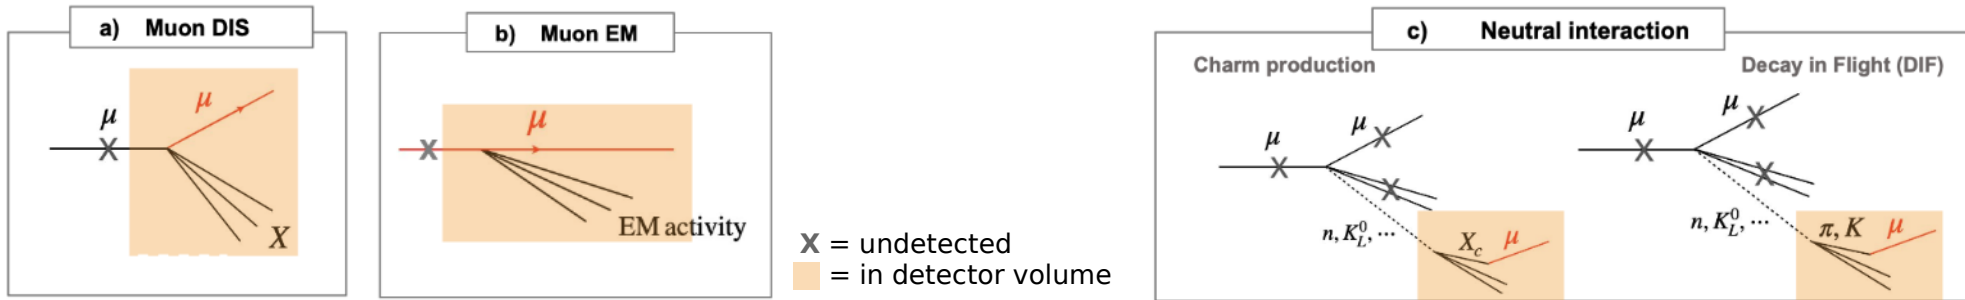 a) Muon DIS
μ
μ
X
X
b) Muon EM
μ
X
EM activity
X = undetected
= in detector volume
c) Neutral interaction
Charm production
μ
μ
X
X
X
n, K⁰_L, ···
X_c
μ
Decay in Flight (DIF)
μ
μ
X
X
X
n, K⁰_L, ···
π, K
μ